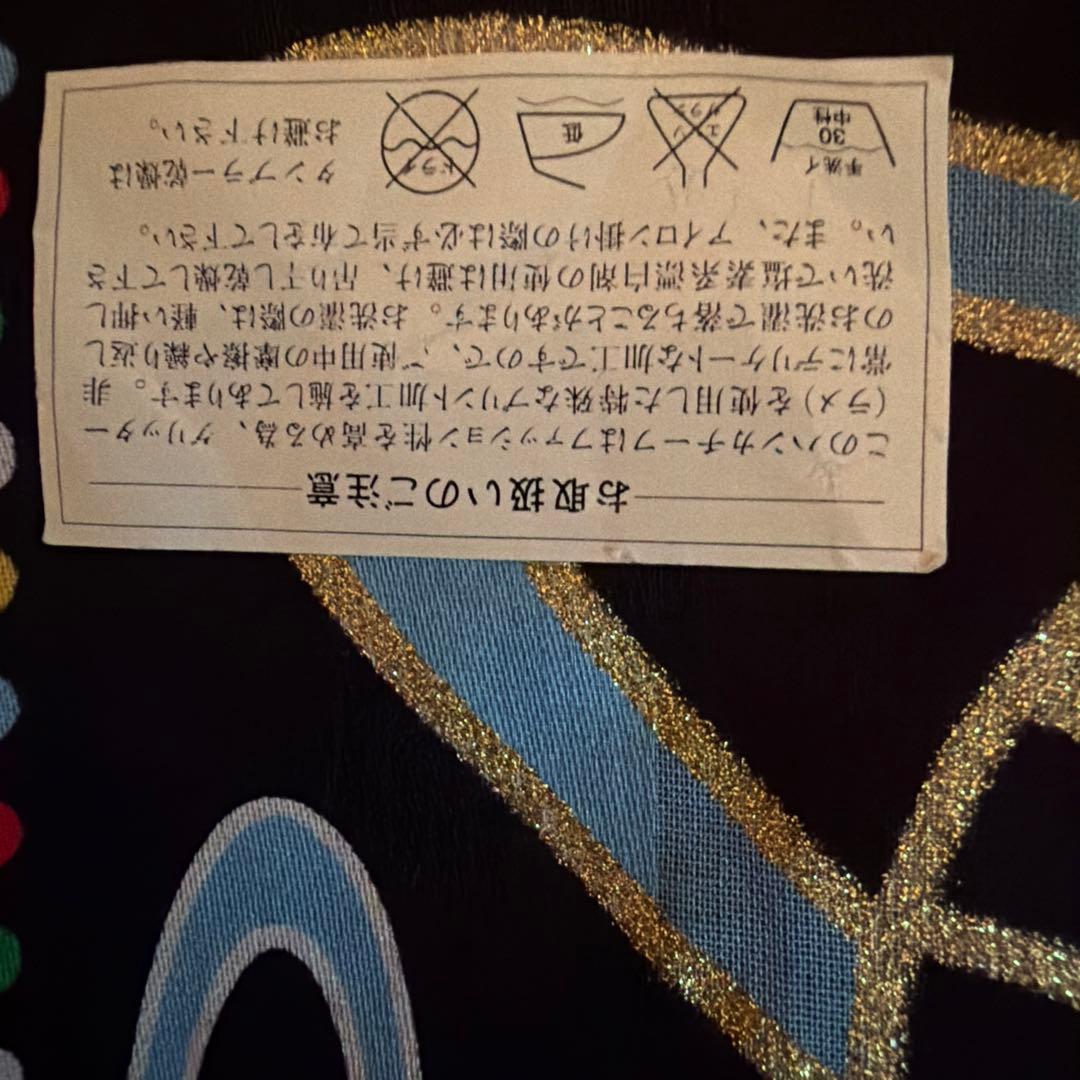 お取扱いのご注意
このハンカチーフはファッション性を高める為、グリッター
(ラメ)を使用した特殊なプリント加工を施してあります。非
常にデリケートな加工ですので、ご使用中の摩擦や繰り返し
のお洗濯で落ちることがあります。お洗濯の際は、軽い押し
洗いで塩素系漂白剤の使用は避け、吊り干し乾燥して下さ
い。また、アイロン掛けの際は必ず当て布をして下さい。
手洗イ 30 中性
エンソサラシ
低
ドライ
タンブラー乾燥は
お避け下さい。